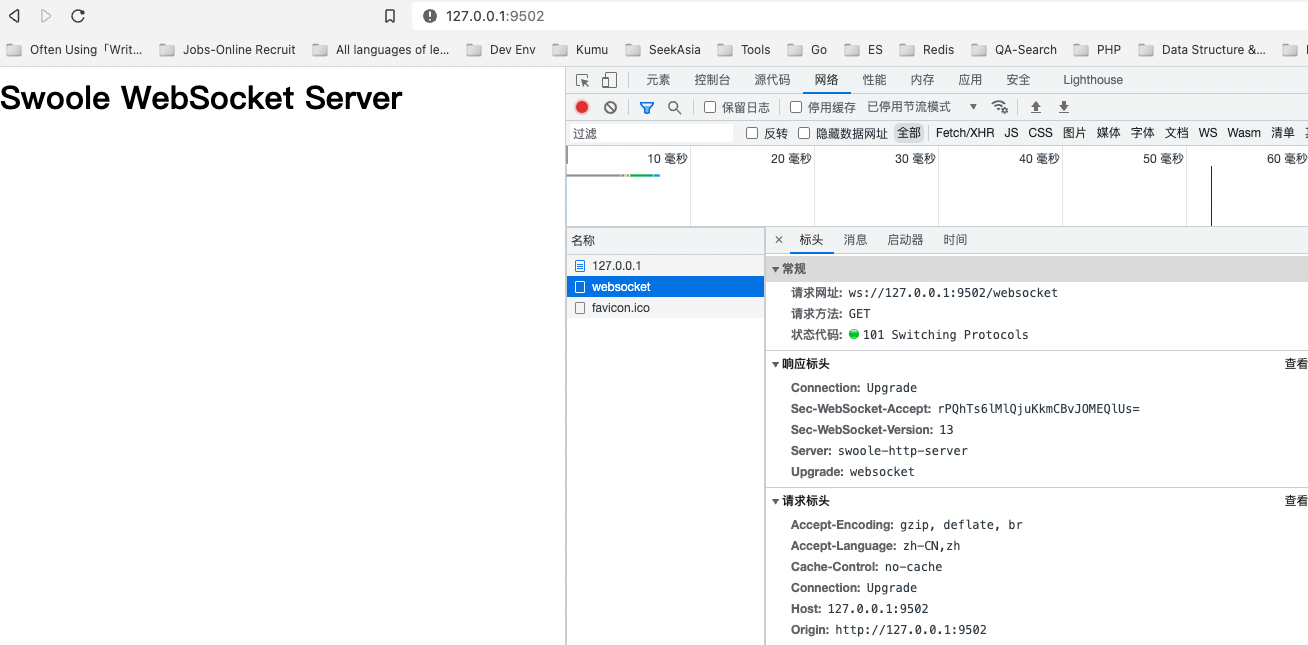 127.0.0.1:9502
Often Using「Writ... Jobs-Online Recruit All languages of le... Dev Env Kumu SeekAsia Tools Go ES Redis QA-Search PHP Data Structure &...
Swoole WebSocket Server
元素 控制台 源代码 网络 性能 内存 应用 安全 Lighthouse
保留日志 停用缓存 已停用节流模式
过滤 反转 隐藏数据网址 全部 Fetch/XHR JS CSS 图片 媒体 字体 文档 WS Wasm 清单
10 毫秒 20 毫秒 30 毫秒 40 毫秒 50 毫秒 60 毫秒
名称
127.0.0.1
websocket
favicon.ico
× 标头 消息 启动器 时间
常规
请求网址: ws://127.0.0.1:9502/websocket
请求方法: GET
状态代码: 101 Switching Protocols
响应标头 查看
Connection: Upgrade
Sec-WebSocket-Accept: rPQhTs6lMlQjuKkmCBvJOMEQlUs=
Sec-WebSocket-Version: 13
Server: swoole-http-server
Upgrade: websocket
请求标头 查看
Accept-Encoding: gzip, deflate, br
Accept-Language: zh-CN,zh
Cache-Control: no-cache
Connection: Upgrade
Host: 127.0.0.1:9502
Origin: http://127.0.0.1:9502